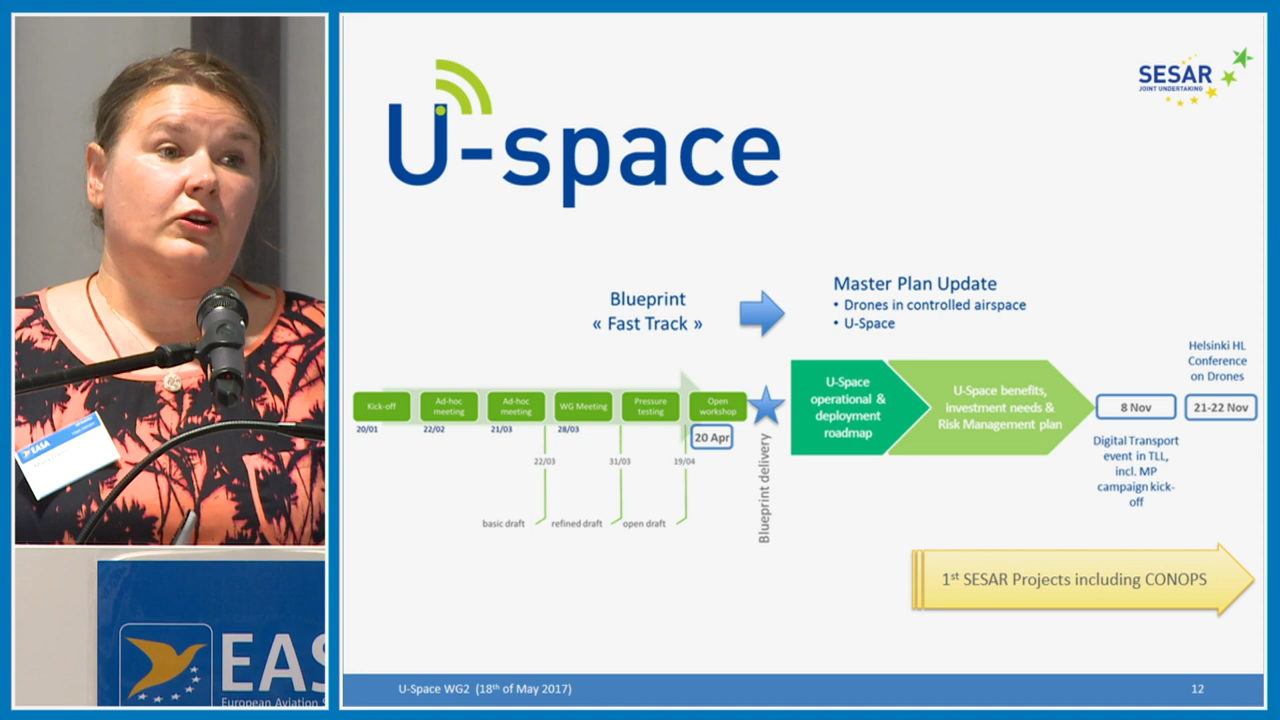 EASA
EAS
European Aviation S
U-space
SESAR
JOINT UNDERTAKING
Blueprint
« Fast Track »
Master Plan Update
• Drones in controlled airspace
• U-Space
Helsinki HL
Conference
on Drones
Kick-off
Ad-hoc
meeting
Ad-hoc
meeting
WG Meeting
Pressure
testing
Open
workshop
20/01
22/02
21/03
28/03
20 Apr
22/03
31/03
19/04
basic draft
refined draft
open draft
Blueprint delivery
U-Space
operational &
deployment
roadmap
U-Space benefits,
investment needs &
Risk Management plan
8 Nov
21-22 Nov
Digital Transport
event in TLL,
incl. MP
campaign kick-
off
1st SESAR Projects including CONOPS
U-Space WG2 (18th of May 2017)
12